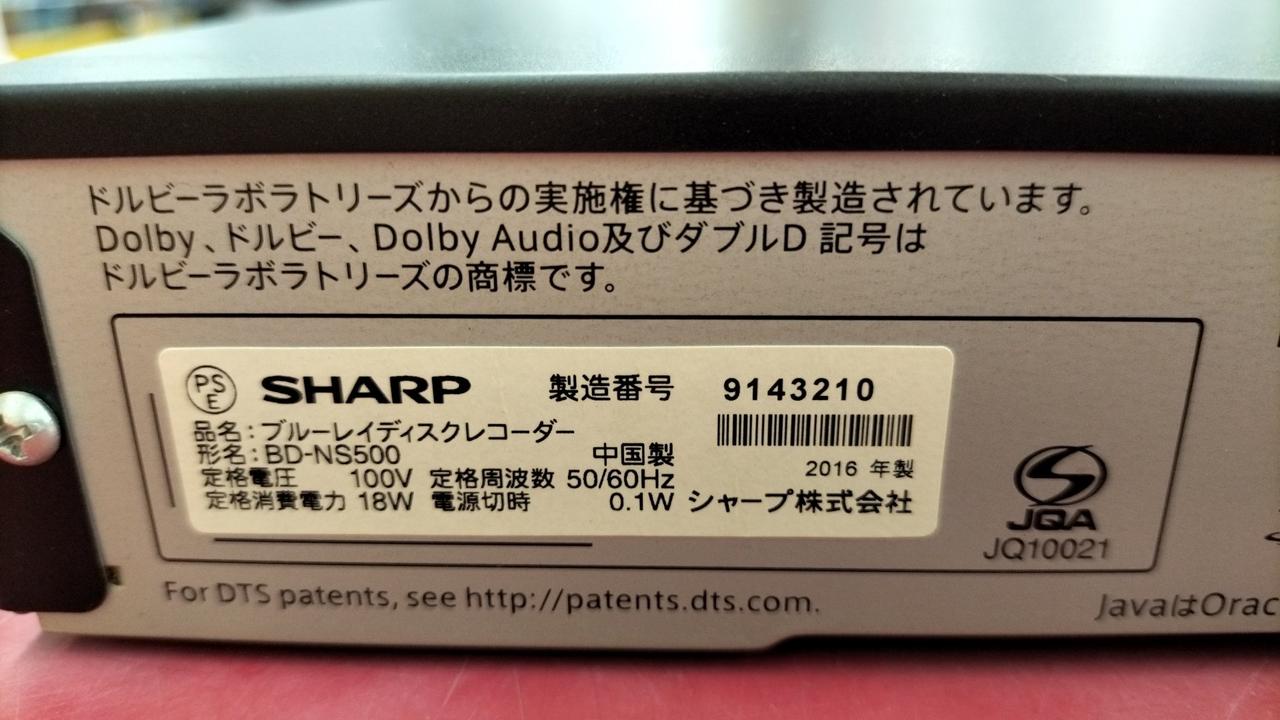 ドルビーラボラトリーズからの実施権に基づき製造されています。
Dolby、ドルビー、Dolby Audio及びダブルD 記号は
ドルビーラボラトリーズの商標です。
PS
E
SHARP 製造番号 9143210
品名:ブルーレイディスクレコーダー
形名:BD-NS500 中国製
2016 年製
定格電圧 100V 定格周波数 50/60Hz
定格消費電力 18W 電源切時 0.1W シャープ株式会社
JQA
JQ10021
For DTS patents, see http://patents.dts.com.
JavaはOrac